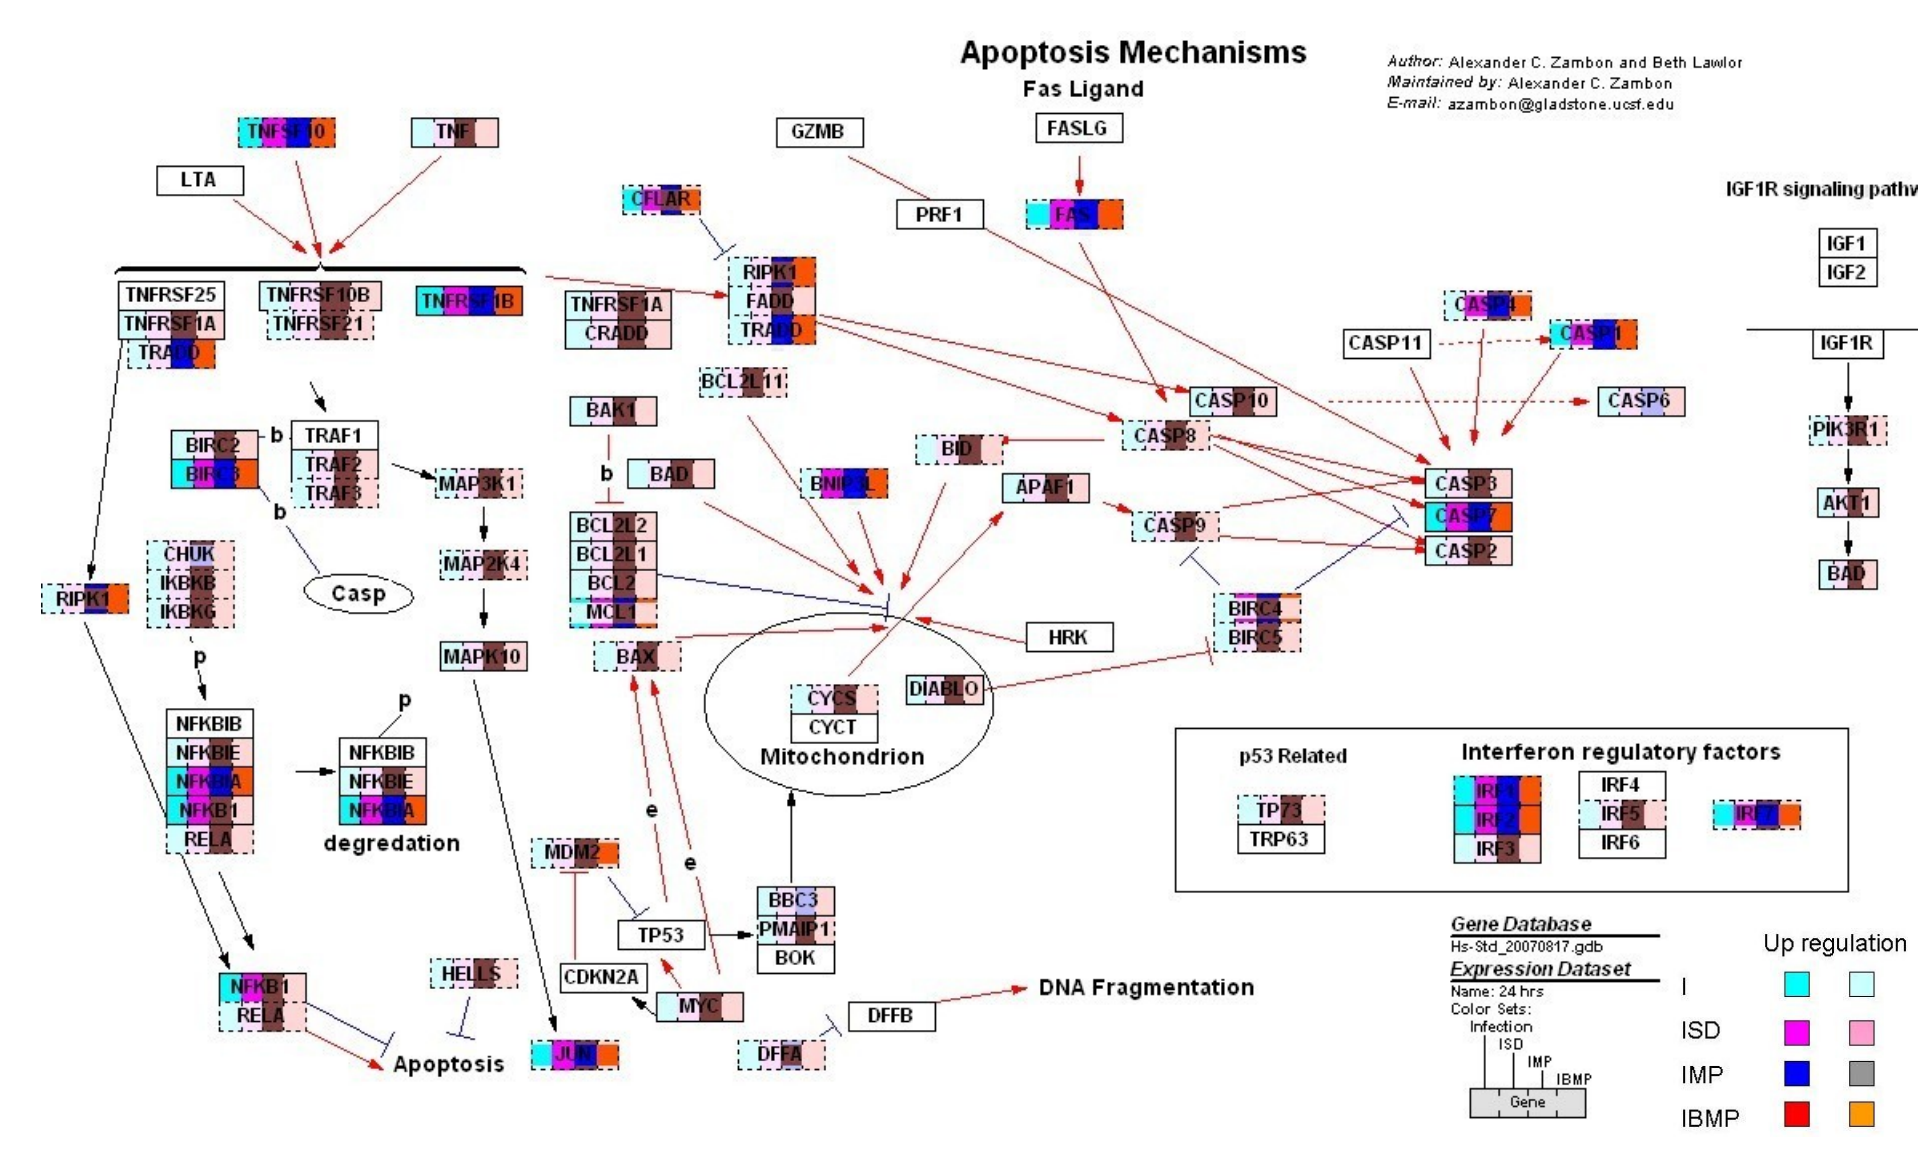 Apoptosis Mechanisms
Author: Alexander C. Zambon and Beth Lawlor
Maintained by: Alexander C. Zambon
E-mail: azambon@gladstone.ucsf.edu
Fas Ligand
TNFSF10
TNF
LTA
GZMB
FASLG
CFLAR
PRF1
FAS
IGF1R signaling pathw
IGF1
IGF2
TNFRSF25
TNFRSF1A
TRADD
TNFRSF10B
TNFRSF21
TNFRSF1B
TNFRSF1A
CRADD
RIPK1
FADD
TRADD
CASP4
CASP11
CASP1
IGF1R
BCL2L11
BAK1
CASP10
CASP6
BIRC2
BIRC3
b
TRAF1
TRAF2
TRAF3
b
MAP3K1
b
BAD
BID
CASP8
PIK3R1
BNIP3L
APAF1
CASP3
CASP7
CASP2
AKT1
CASP9
BCL2L2
BCL2L1
BCL2
MCL1
CHUK
IKBKB
IKBKG
MAP2K4
BAD
RIPK1
Casp
BIRC4
BIRC5
HRK
p
MAPK10
BAX
DIABLO
CYCS
CYCT
Mitochondrion
p
NFKBIB
NFKBIE
NFKBIA
NFKB1
RELA
NFKBIB
NFKBIE
NFKBIA
degredation
p53 Related
Interferon regulatory factors
TP73
TRP63
IRF1
IRF2
IRF3
IRF4
IRF5
IRF6
IRF7
e
e
MDM2
BBC3
PMAIP1
BOK
TP53
CDKN2A
HELLS
NFKB1
RELA
MYC
DFFB
DNA Fragmentation
Apoptosis
JUN
DFFA
Gene Database
Hs-Std_20070817.gdb
Expression Dataset
Name: 24 hrs
Color Sets:
Infection
ISD
IMP
IBMP
Gene
Up regulation
I
ISD
IMP
IBMP